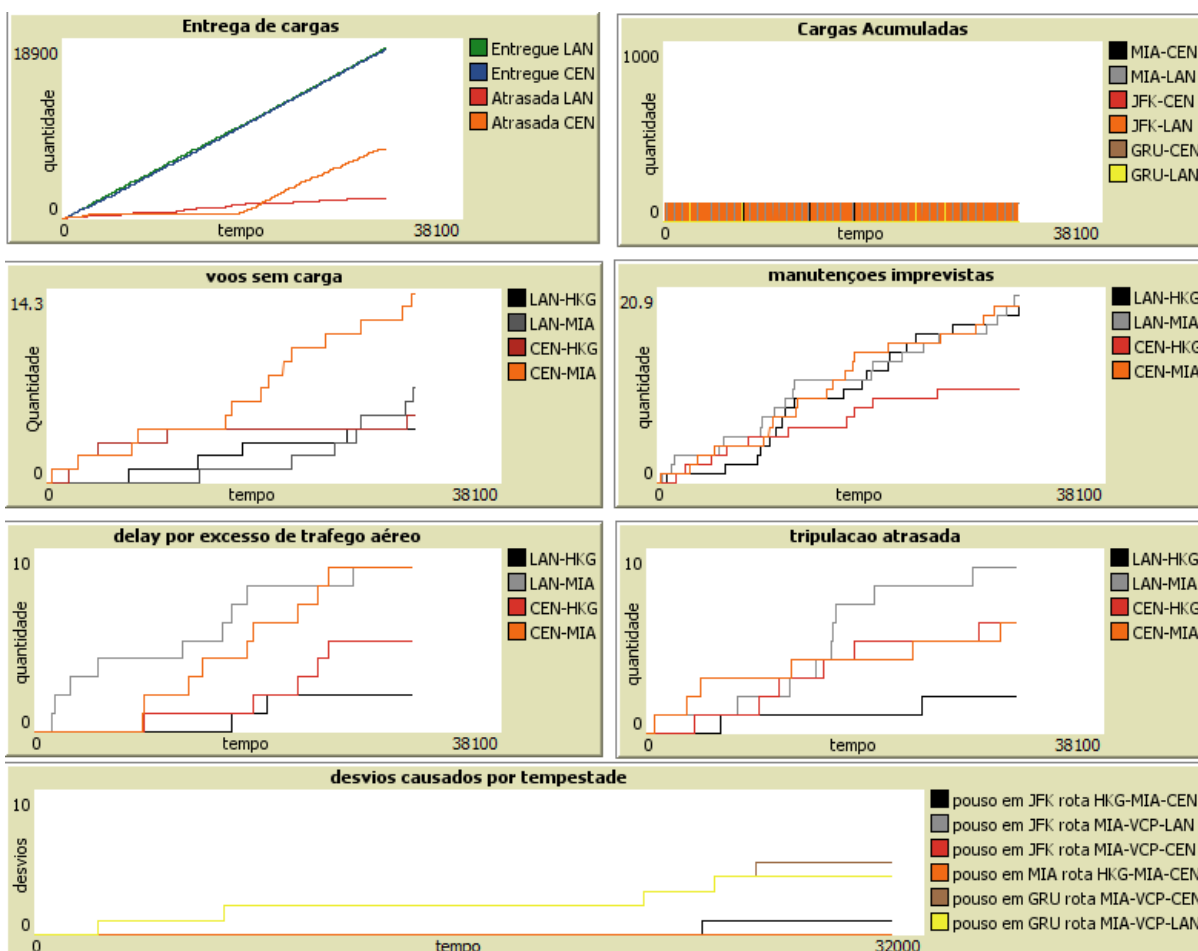 Entrega de cargas
18900
quantidade
0
0
tempo
38100
Entregue LAN
Entregue CEN
Atrasada LAN
Atrasada CEN
Cargas Acumuladas
1000
quantidade
0
0
tempo
38100
MIA-CEN
MIA-LAN
JFK-CEN
JFK-LAN
GRU-CEN
GRU-LAN
voos sem carga
14.3
Quantidade
0
0
tempo
38100
LAN-HKG
LAN-MIA
CEN-HKG
CEN-MIA
manutençoes imprevistas
20.9
quantidade
0
0
tempo
38100
LAN-HKG
LAN-MIA
CEN-HKG
CEN-MIA
delay por excesso de trafego aéreo
10
quantidade
0
0
tempo
38100
LAN-HKG
LAN-MIA
CEN-HKG
CEN-MIA
tripulacao atrasada
10
quantidade
0
0
tempo
38100
LAN-HKG
LAN-MIA
CEN-HKG
CEN-MIA
desvios causados por tempestade
10
desvios
0
0
tempo
32000
pouso em JFK rota HKG-MIA-CEN
pouso em JFK rota MIA-VCP-LAN
pouso em JFK rota MIA-VCP-CEN
pouso em MIA rota HKG-MIA-CEN
pouso em GRU rota MIA-VCP-CEN
pouso em GRU rota MIA-VCP-LAN